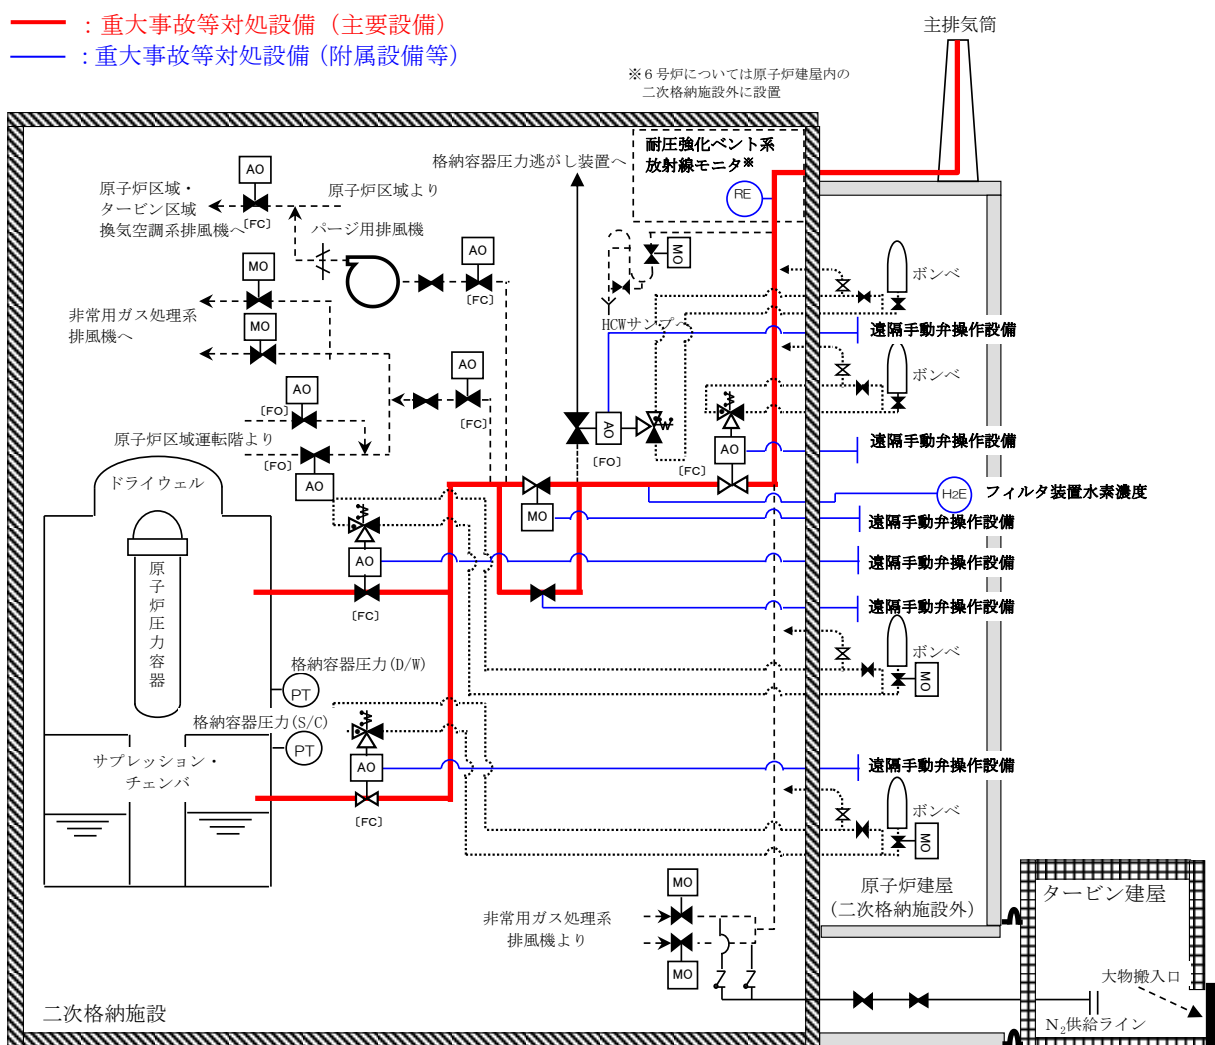 ：重大事故等対処設備（主要設備）
：重大事故等対処設備（附属設備等）
主排気筒
※６号炉については原子炉建屋内の
二次格納施設外に設置
耐圧強化ベント系
放射線モニタ※
RE
格納容器圧力逃がし装置へ
AO
原子炉区域・
タービン区域
換気空調系排風機へ
(FC)
原子炉区域より
パージ用排風機
AO
(FC)
MO
MO
非常用ガス処理系
排風機へ
MO
HCWサンプへ
ボンベ
遠隔手動弁操作設備
ボンベ
AO
(FC)
AO
(FO)
原子炉区域運転階より
(FO)
AO
AO
(FO)
AO
(FC)
遠隔手動弁操作設備
H2E
フィルタ装置水素濃度
MO
遠隔手動弁操作設備
ドライウェル
原子炉圧力容器
AO
(FC)
遠隔手動弁操作設備
遠隔手動弁操作設備
ボンベ
MO
格納容器圧力(D/W)
PT
格納容器圧力(S/C)
PT
サプレッション・
チェンバ
AO
(FC)
遠隔手動弁操作設備
ボンベ
MO
原子炉建屋
（二次格納施設外）
MO
非常用ガス処理系
排風機より
MO
タービン建屋
大物搬入口
N₂供給ライン
二次格納施設